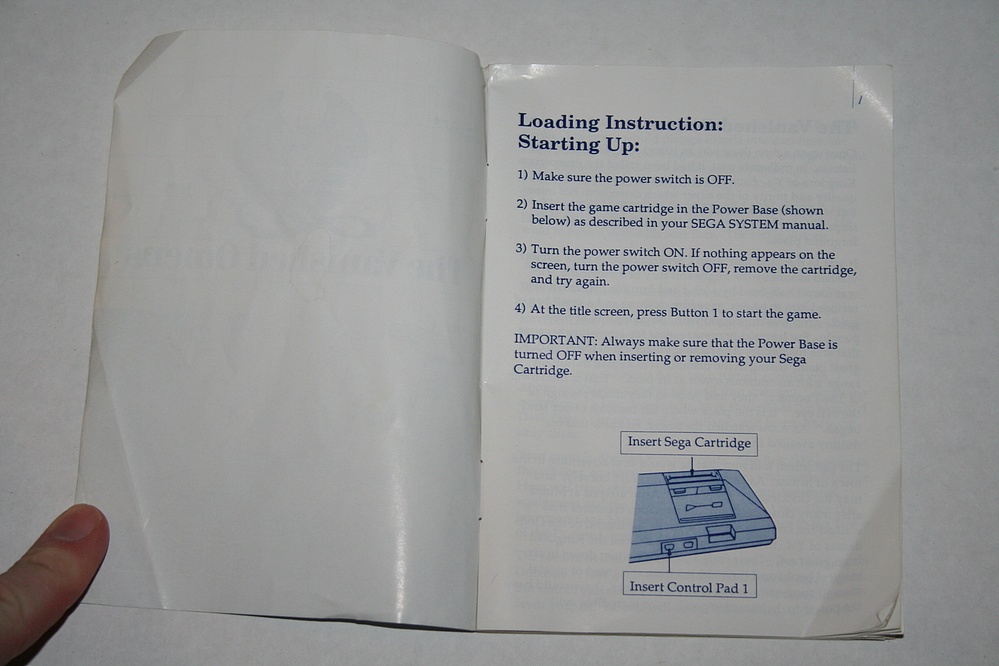 1
Loading Instruction:
Starting Up:
1) Make sure the power switch is OFF.
2) Insert the game cartridge in the Power Base (shown
below) as described in your SEGA SYSTEM manual.
3) Turn the power switch ON. If nothing appears on the
screen, turn the power switch OFF, remove the cartridge,
and try again.
4) At the title screen, press Button 1 to start the game.
IMPORTANT: Always make sure that the Power Base is
turned OFF when inserting or removing your Sega
Cartridge.
Insert Sega Cartridge
Insert Control Pad 1